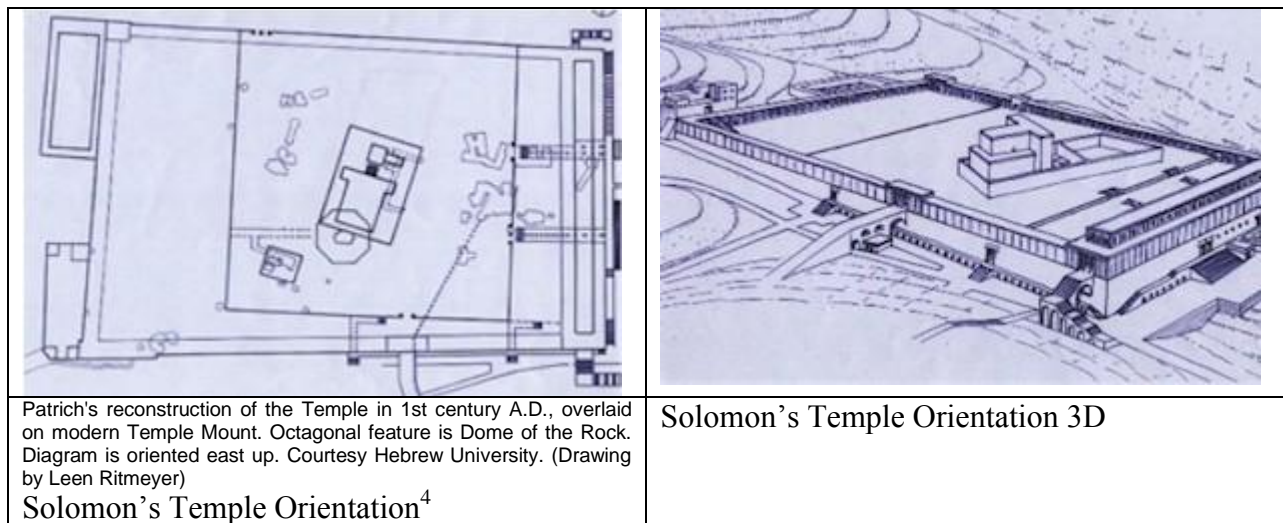 Patrich's reconstruction of the Temple in 1st century A.D., overlaid
on modern Temple Mount. Octagonal feature is Dome of the Rock.
Diagram is oriented east up. Courtesy Hebrew University. (Drawing
by Leen Ritmeyer)
Solomon’s Temple Orientation⁴
Solomon’s Temple Orientation 3D